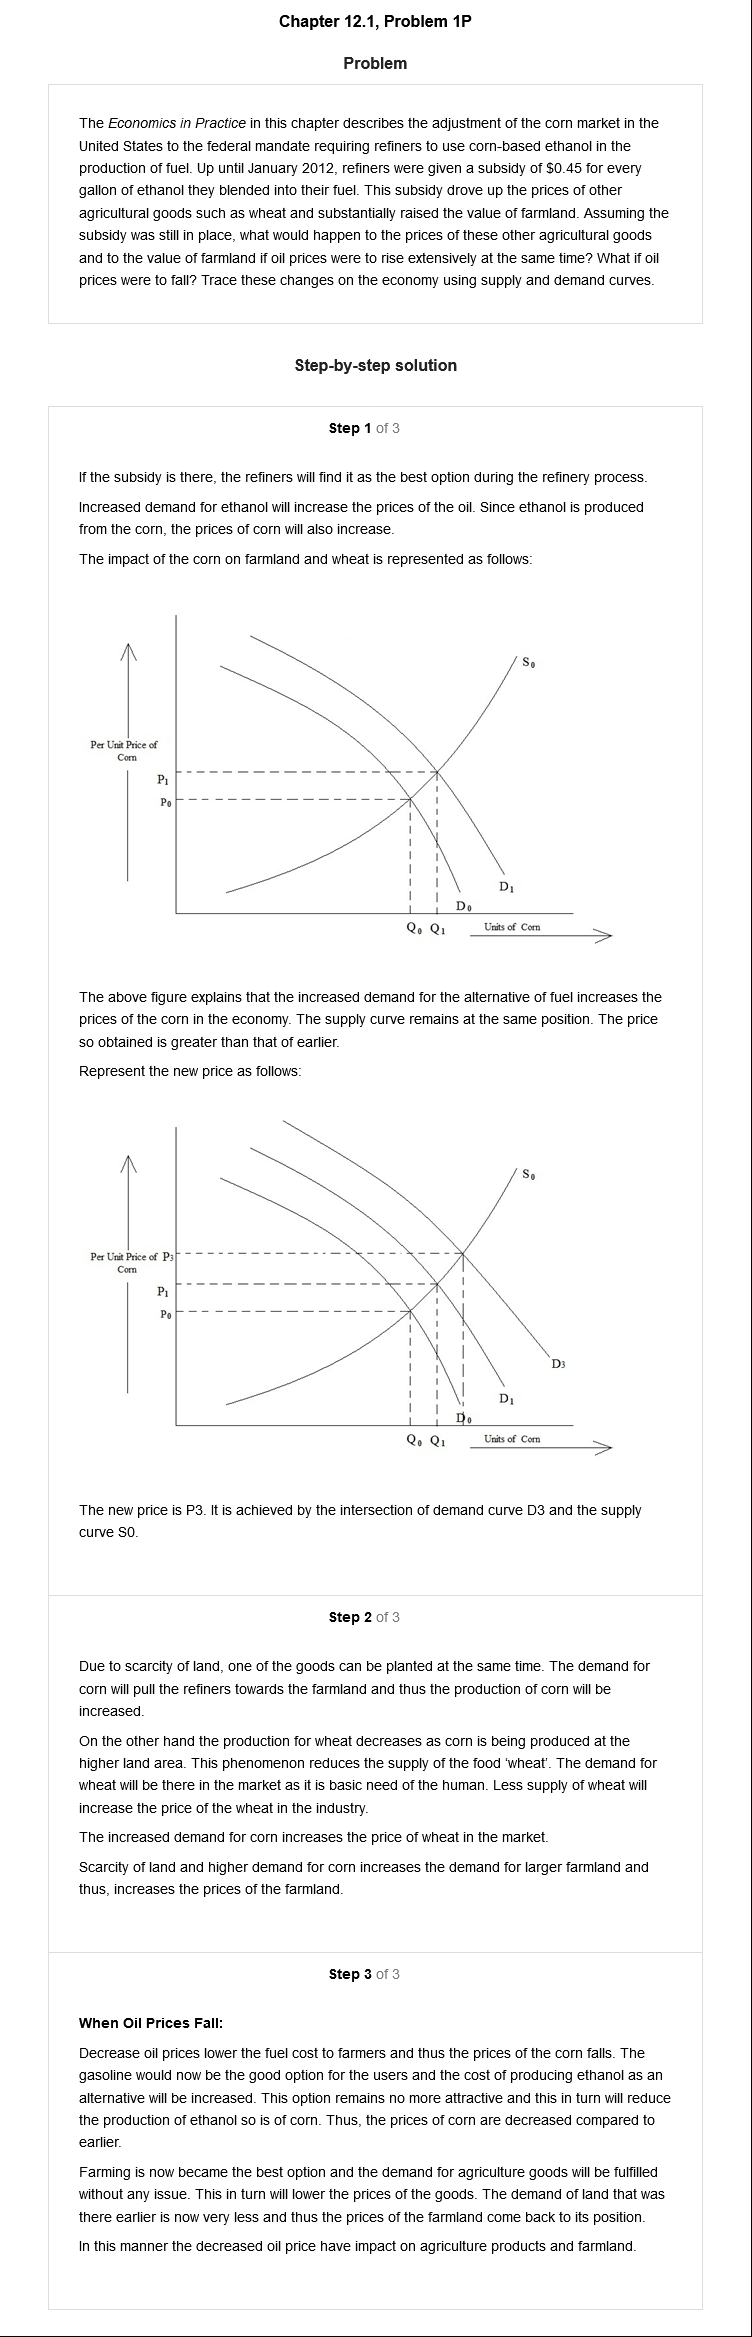 Chapter 12.1, Problem 1P
Problem
The Economics in Practice in this chapter describes the adjustment of the corn market in the
United States to the federal mandate requiring refiners to use corn-based ethanol in the
production of fuel. Up until January 2012, refiners were given a subsidy of $0.45 for every
gallon of ethanol they blended into their fuel. This subsidy drove up the prices of other
agricultural goods such as wheat and substantially raised the value of farmland. Assuming the
subsidy was still in place, what would happen to the prices of these other agricultural goods
and to the value of farmland if oil prices were to rise extensively at the same time? What if oil
prices were to fall? Trace these changes on the economy using supply and demand curves.
Step-by-step solution
Step 1 of 3
If the subsidy is there, the refiners will find it as the best option during the refinery process.
Increased demand for ethanol will increase the prices of the oil. Since ethanol is produced
from the corn, the prices of corn will also increase.
The impact of the corn on farmland and wheat is represented as follows:
S0
Per Unit Price of
Corn
P1
P0
D1
D0
Q0 Q1
Units of Corn
The above figure explains that the increased demand for the alternative of fuel increases the
prices of the corn in the economy. The supply curve remains at the same position. The price
so obtained is greater than that of earlier.
Represent the new price as follows:
S0
Per Unit Price of P3
Corn
P1
P0
D3
D1
D0
Q0 Q1
Units of Corn
The new price is P3. It is achieved by the intersection of demand curve D3 and the supply
curve S0.
Step 2 of 3
Due to scarcity of land, one of the goods can be planted at the same time. The demand for
corn will pull the refiners towards the farmland and thus the production of corn will be
increased.
On the other hand the production for wheat decreases as corn is being produced at the
higher land area. This phenomenon reduces the supply of the food ‘wheat’. The demand for
wheat will be there in the market as it is basic need of the human. Less supply of wheat will
increase the price of the wheat in the industry.
The increased demand for corn increases the price of wheat in the market.
Scarcity of land and higher demand for corn increases the demand for larger farmland and
thus, increases the prices of the farmland.
Step 3 of 3
When Oil Prices Fall:
Decrease oil prices lower the fuel cost to farmers and thus the prices of the corn falls. The
gasoline would now be the good option for the users and the cost of producing ethanol as an
alternative will be increased. This option remains no more attractive and this in turn will reduce
the production of ethanol so is of corn. Thus, the prices of corn are decreased compared to
earlier.
Farming is now became the best option and the demand for agriculture goods will be fulfilled
without any issue. This in turn will lower the prices of the goods. The demand of land that was
there earlier is now very less and thus the prices of the farmland come back to its position.
In this manner the decreased oil price have impact on agriculture products and farmland.